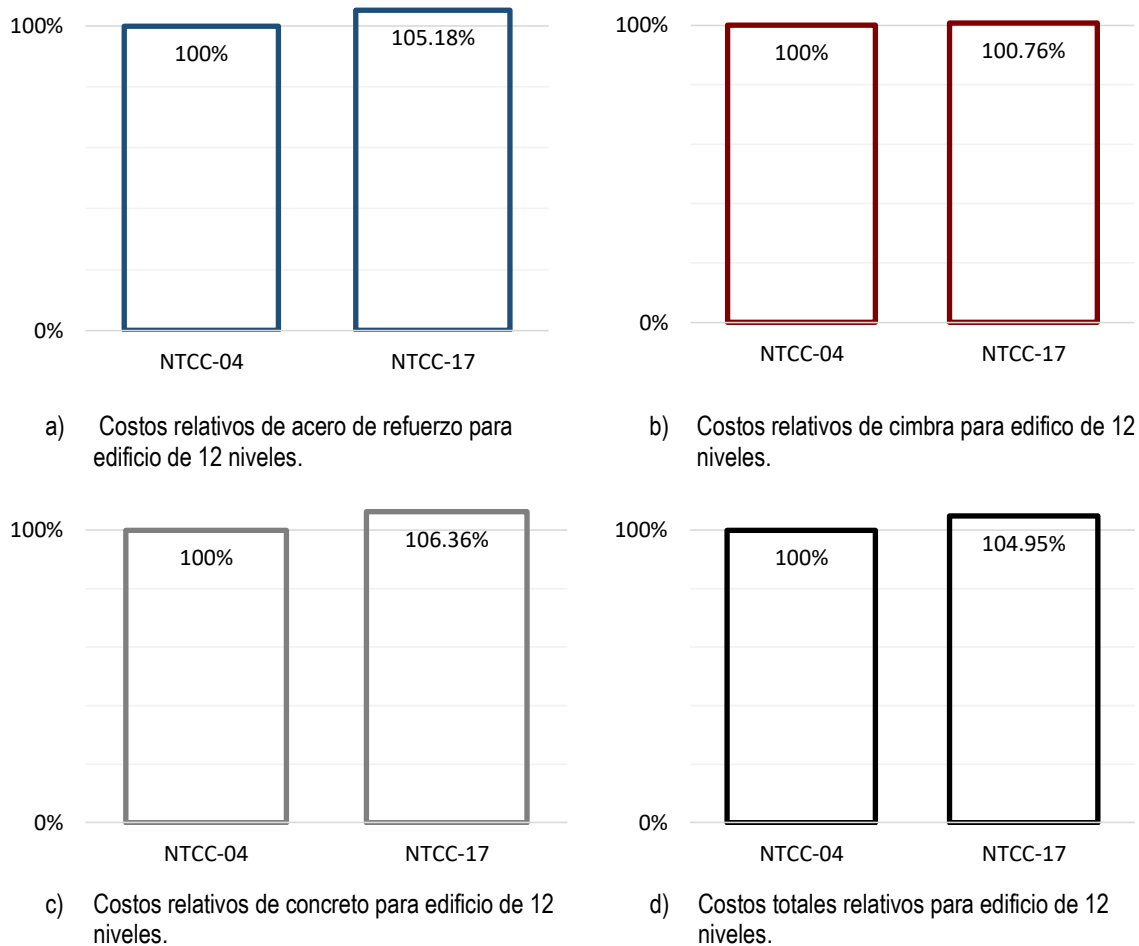 100%
100%
105.18%
0%
NTCC-04
NTCC-17
a) Costos relativos de acero de refuerzo para
edificio de 12 niveles.
100%
100%
100.76%
0%
NTCC-04
NTCC-17
b) Costos relativos de cimbra para edifico de 12
niveles.
100%
100%
106.36%
0%
NTCC-04
NTCC-17
c) Costos relativos de concreto para edificio de 12
niveles.
100%
100%
104.95%
0%
NTCC-04
NTCC-17
d) Costos totales relativos para edificio de 12
niveles.